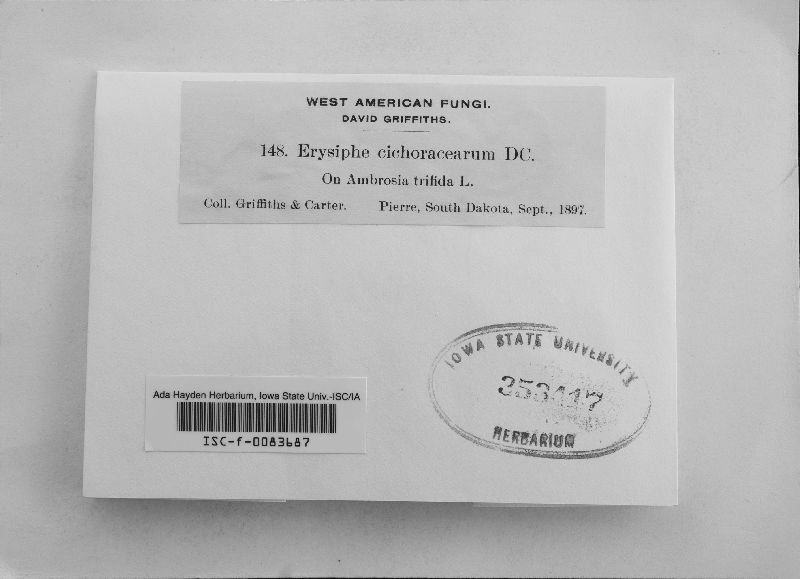 WEST AMERICAN FUNGI.
DAVID GRIFFITHS.
148. Erysiphe cichoracearum DC.
On Ambrosia trifida L.
Coll. Griffiths & Carter. Pierre, South Dakota, Sept., 1897.
IOWA STATE UNIVERSITY
353417
HERBARIUM
Ada Hayden Herbarium, Iowa State Univ.-ISC/IA
ISC-f-0083687